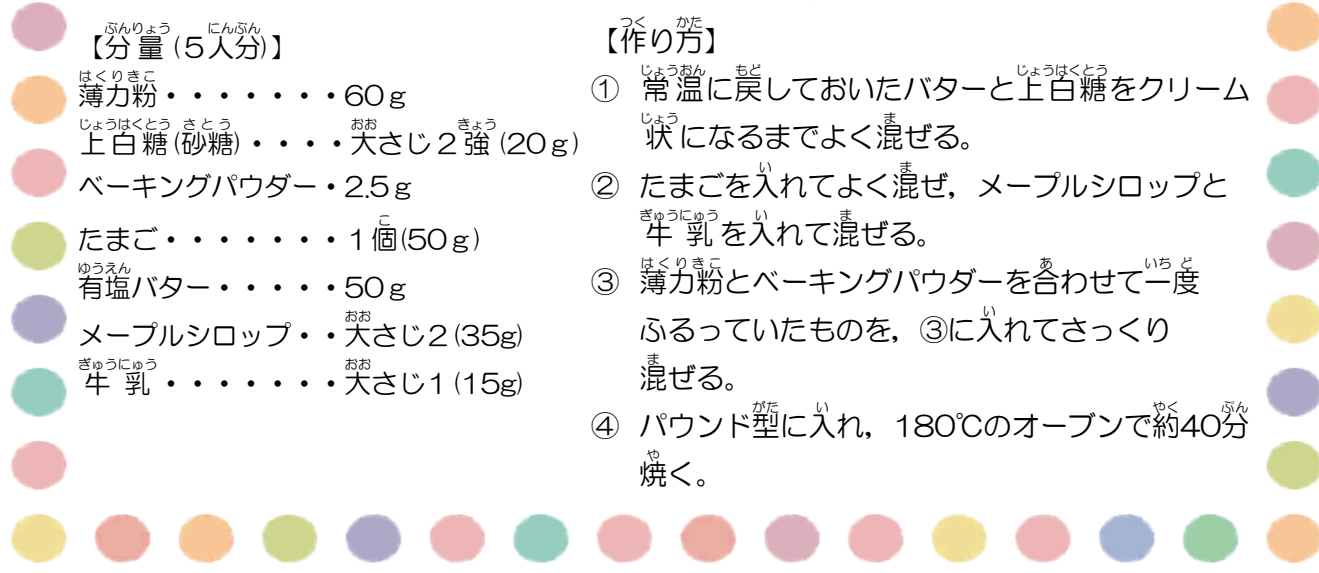 【分量(5人分)】
薄力粉・・・・・・・60g
上白糖(砂糖)・・・・大さじ2強(20g)
ベーキングパウダー・2.5g
たまご・・・・・・・1個(50g)
有塩バター・・・・・50g
メープルシロップ・・大さじ2(35g)
牛乳・・・・・・・大さじ1(15g)
【作り方】
① 常温に戻しておいたバターと上白糖をクリーム
状になるまでよく混ぜる。
② たまごを入れてよく混ぜ，メープルシロップと
牛乳を入れて混ぜる。
③ 薄力粉とベーキングパウダーを合わせて一度
ふるっていたものを，③に入れてさっくり
混ぜる。
④ パウンド型に入れ，180℃のオーブンで約40分
焼く。